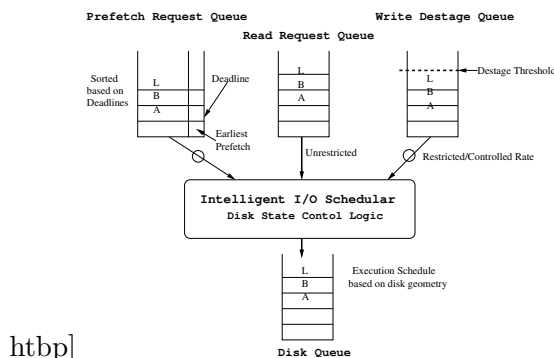 Prefetch Request Queue
Write Destage Queue
Read Request Queue
Sorted
based on
Deadlines
L
B
A
Deadline
Earliest
Prefetch
L
B
A
Unrestricted
L
B
A
Destage Threshold
Restricted/Controlled Rate
Intelligent I/O Schedular
Disk State Contol Logic
L
B
A
Execution Schedule
based on disk geometry
Disk Queue
htbp]